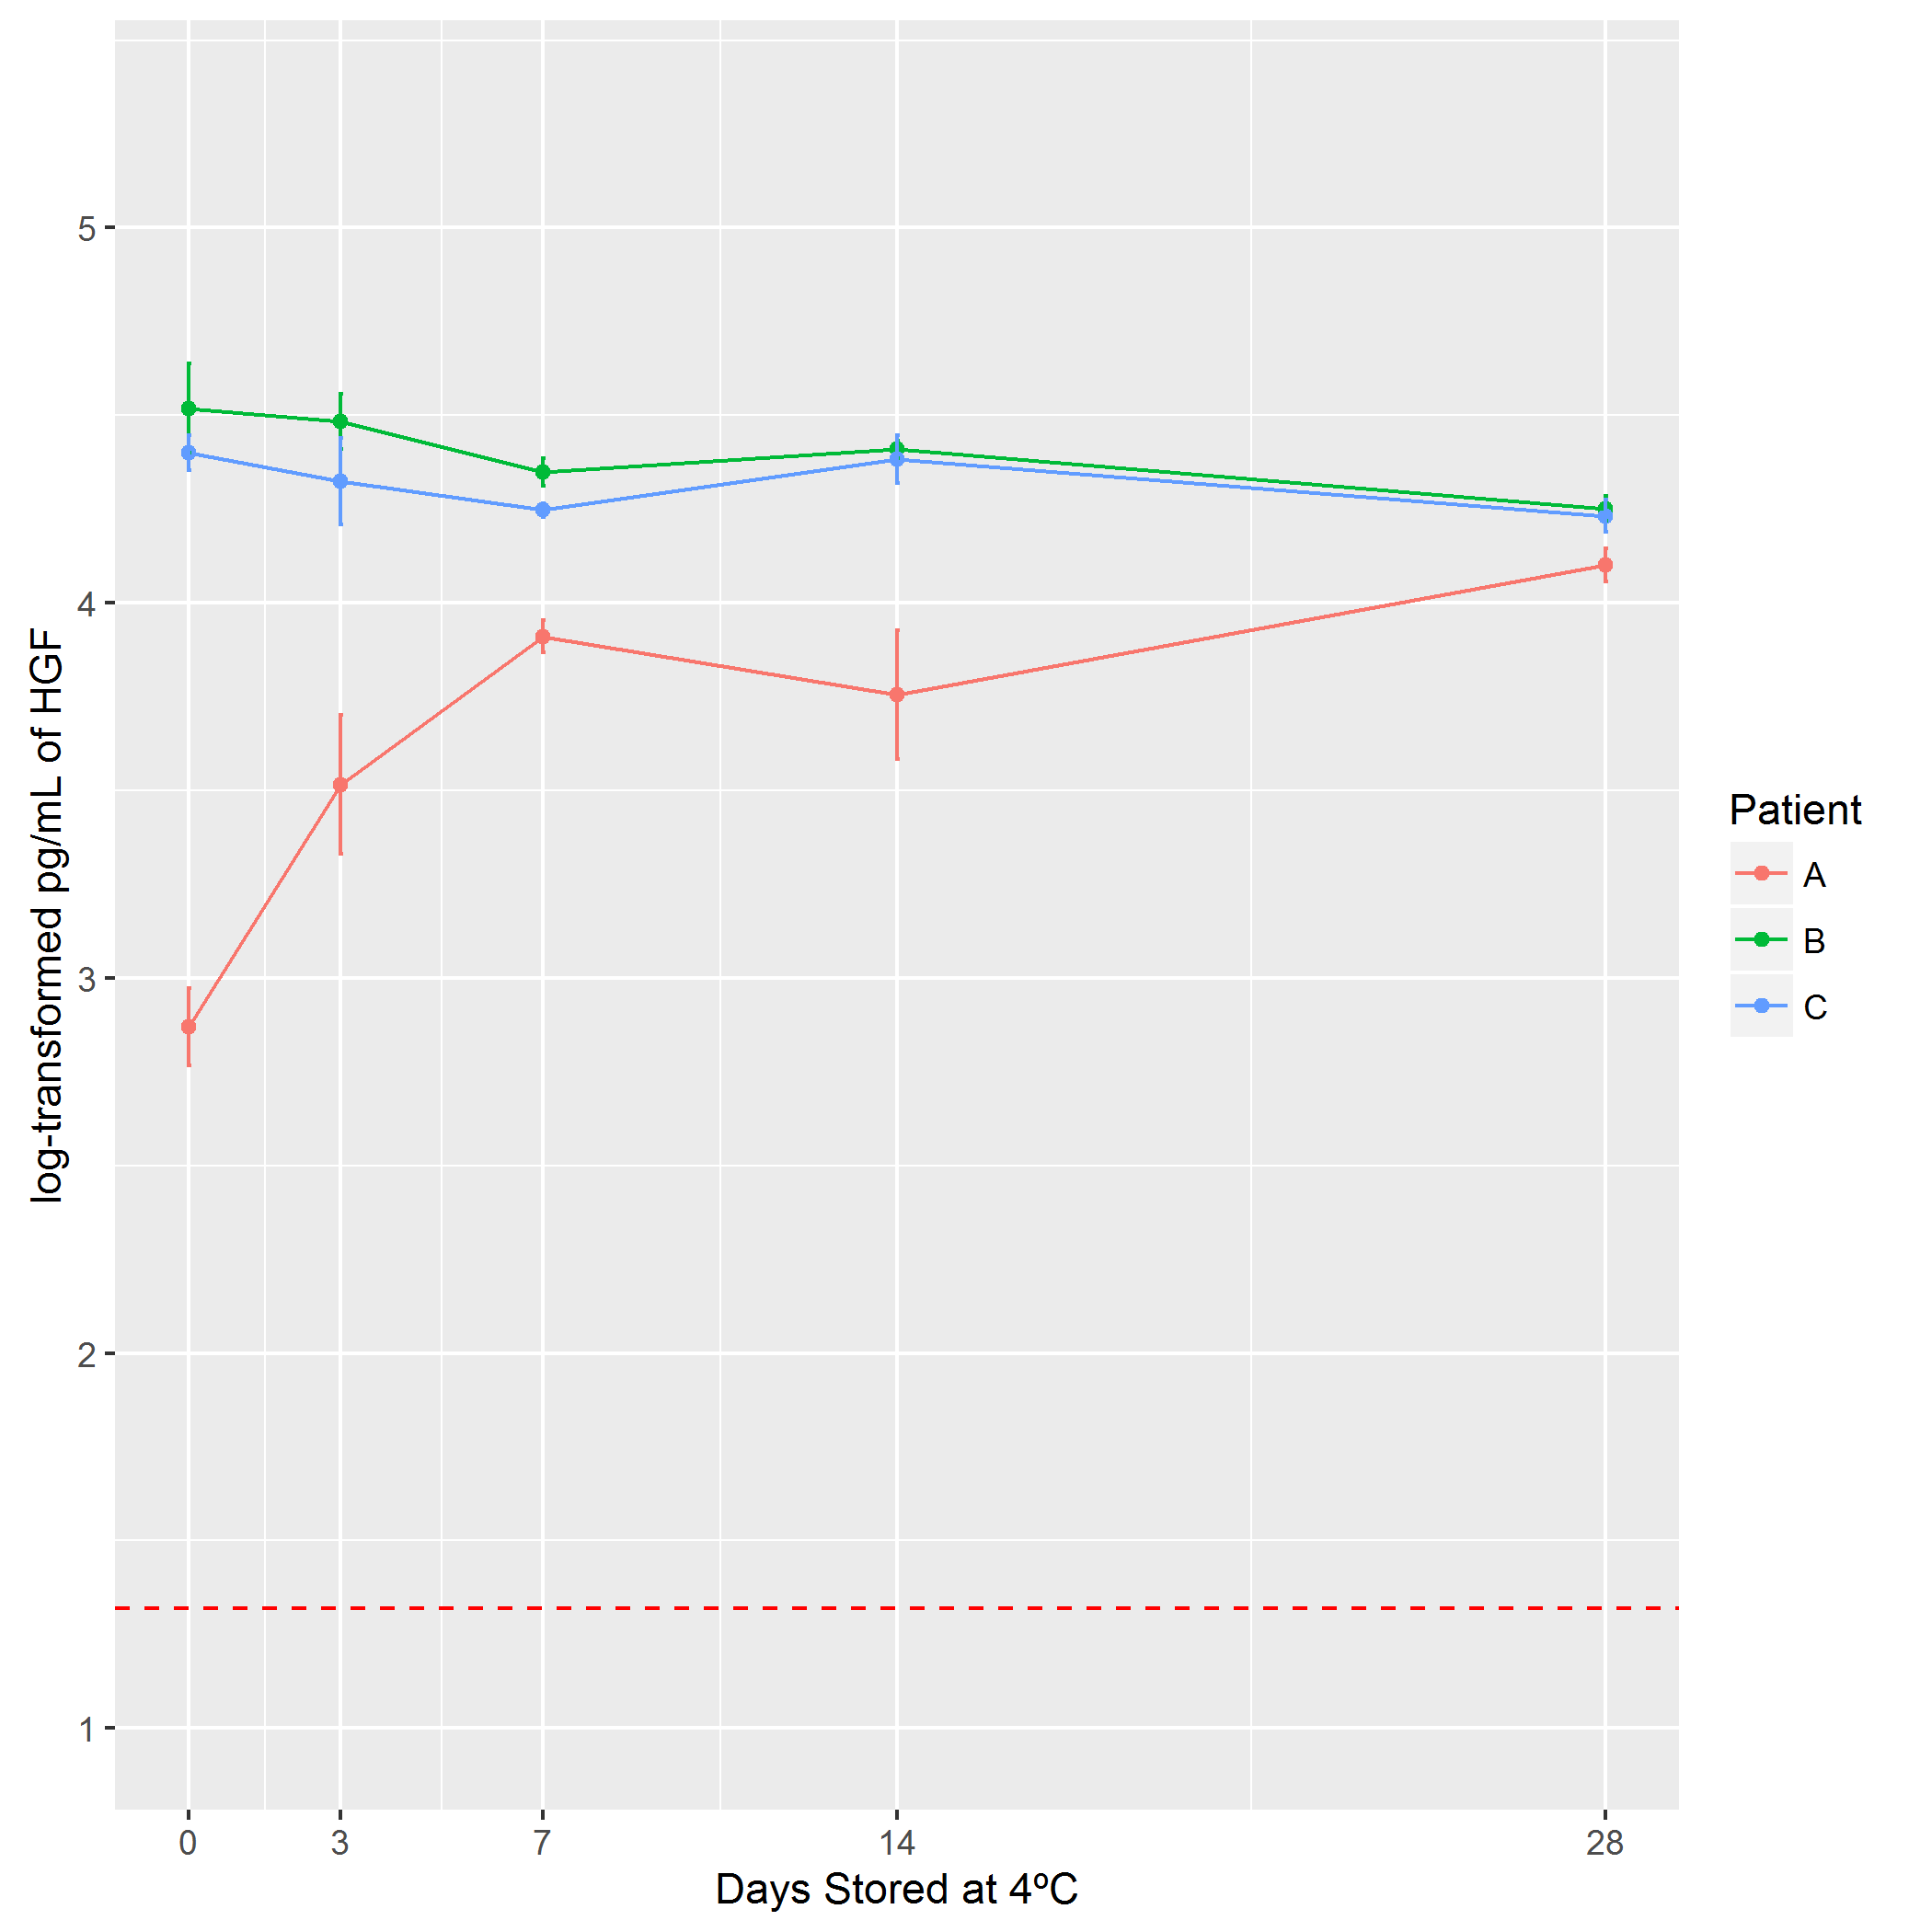 log-transformed pg/mL of HGF
5
4
3
2
1
0 3 7 14 28
Days Stored at 4ºC
Patient
A
B
C